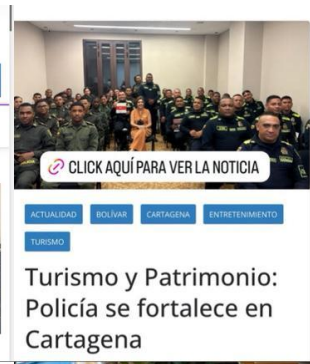 CLICK AQUÍ PARA VER LA NOTICIA
ACTUALIDAD BOLÍVAR CARTAGENA ENTRETENIMIENTO
TURISMO
Turismo y Patrimonio:
Policía se fortalece en
Cartagena